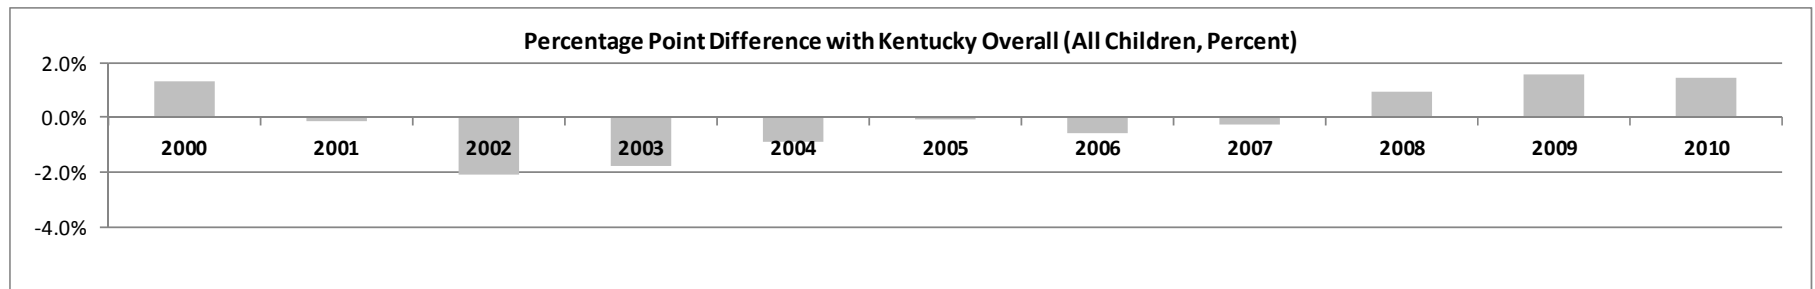 Percentage Point Difference with Kentucky Overall (All Children, Percent)
2.0%
0.0%
2000 2001 2002 2003 2004 2005 2006 2007 2008 2009 2010
-2.0%
-4.0%